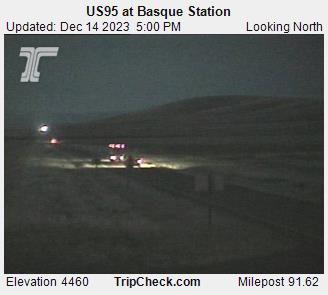 US95 at Basque Station
Updated: Dec 14 2023 5:00 PM Looking North
Elevation 4460 TripCheck.com Milepost 91.62